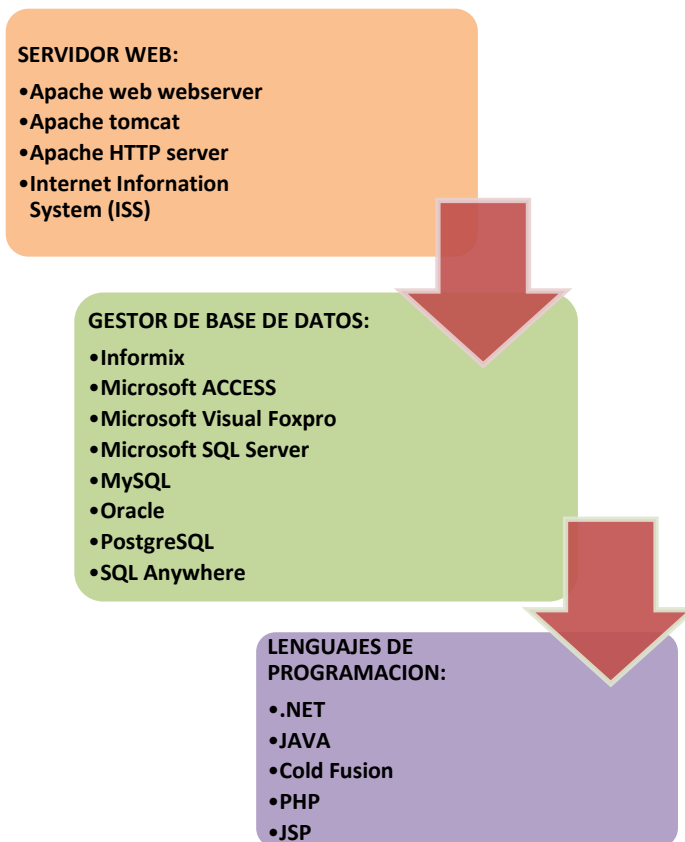 SERVIDOR WEB:
•Apache web webserver
•Apache tomcat
•Apache HTTP server
•Internet Infornation
System (ISS)
GESTOR DE BASE DE DATOS:
•Informix
•Microsoft ACCESS
•Microsoft Visual Foxpro
•Microsoft SQL Server
•MySQL
•Oracle
•PostgreSQL
•SQL Anywhere
LENGUAJES DE
PROGRAMACION:
•.NET
•JAVA
•Cold Fusion
•PHP
•JSP